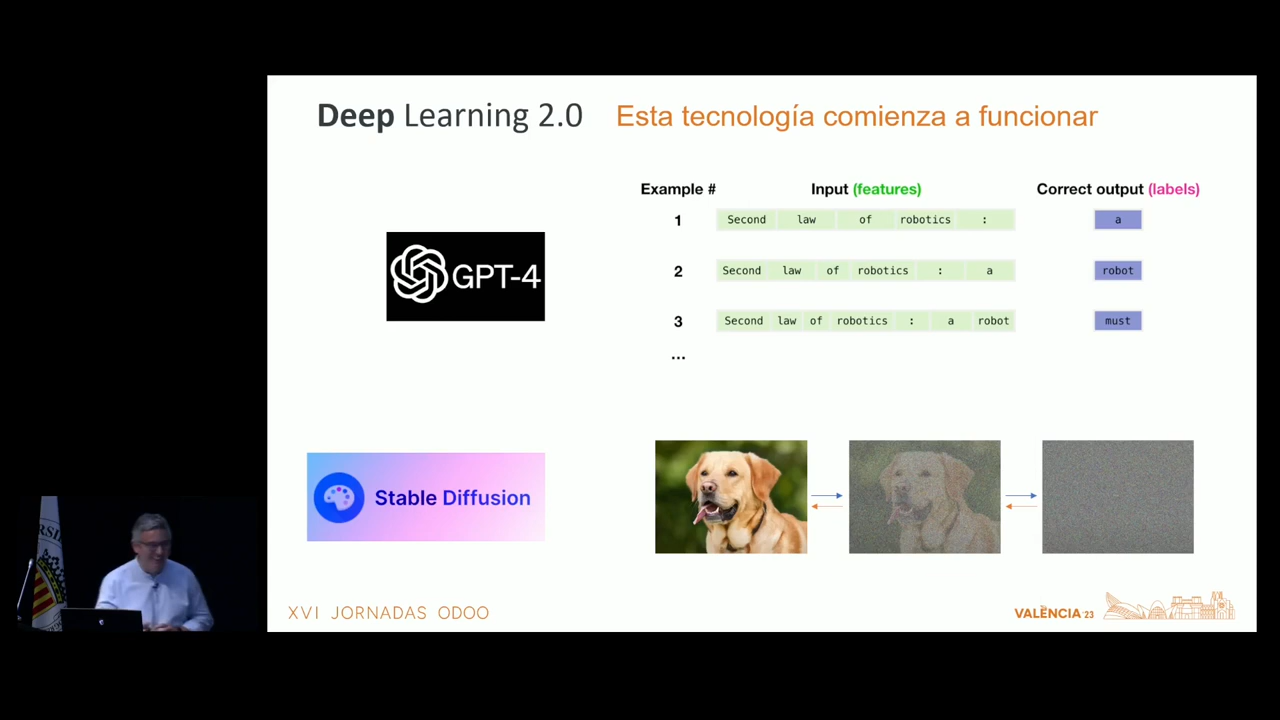 Deep Learning 2.0 Esta tecnología comienza a funcionar
Example # Input (features) Correct output (labels)
1 Second law of robotics : a
2 Second law of robotics : a robot
3 Second law of robotics : a robot must
...
GPT-4
Stable Diffusion
XVI JORNADAS ODOO
VALÈNCIA '23